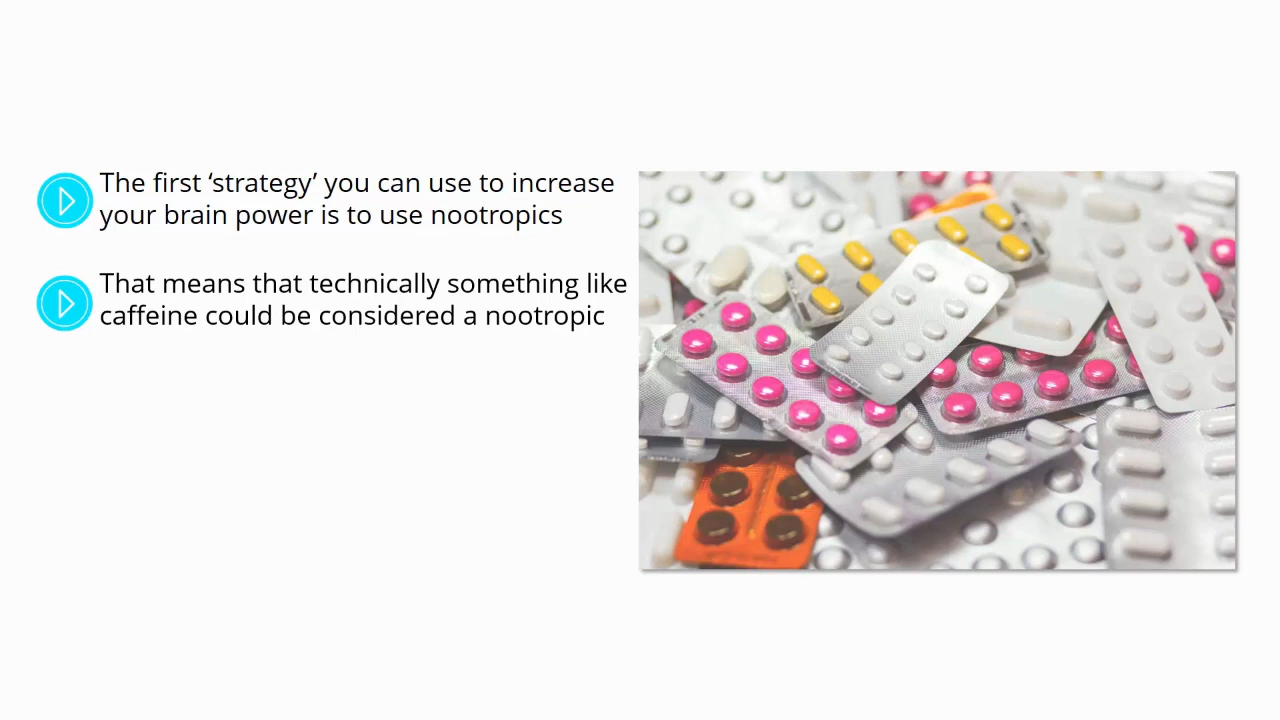 The first ‘strategy’ you can use to increase
your brain power is to use nootropics
That means that technically something like
caffeine could be considered a nootropic